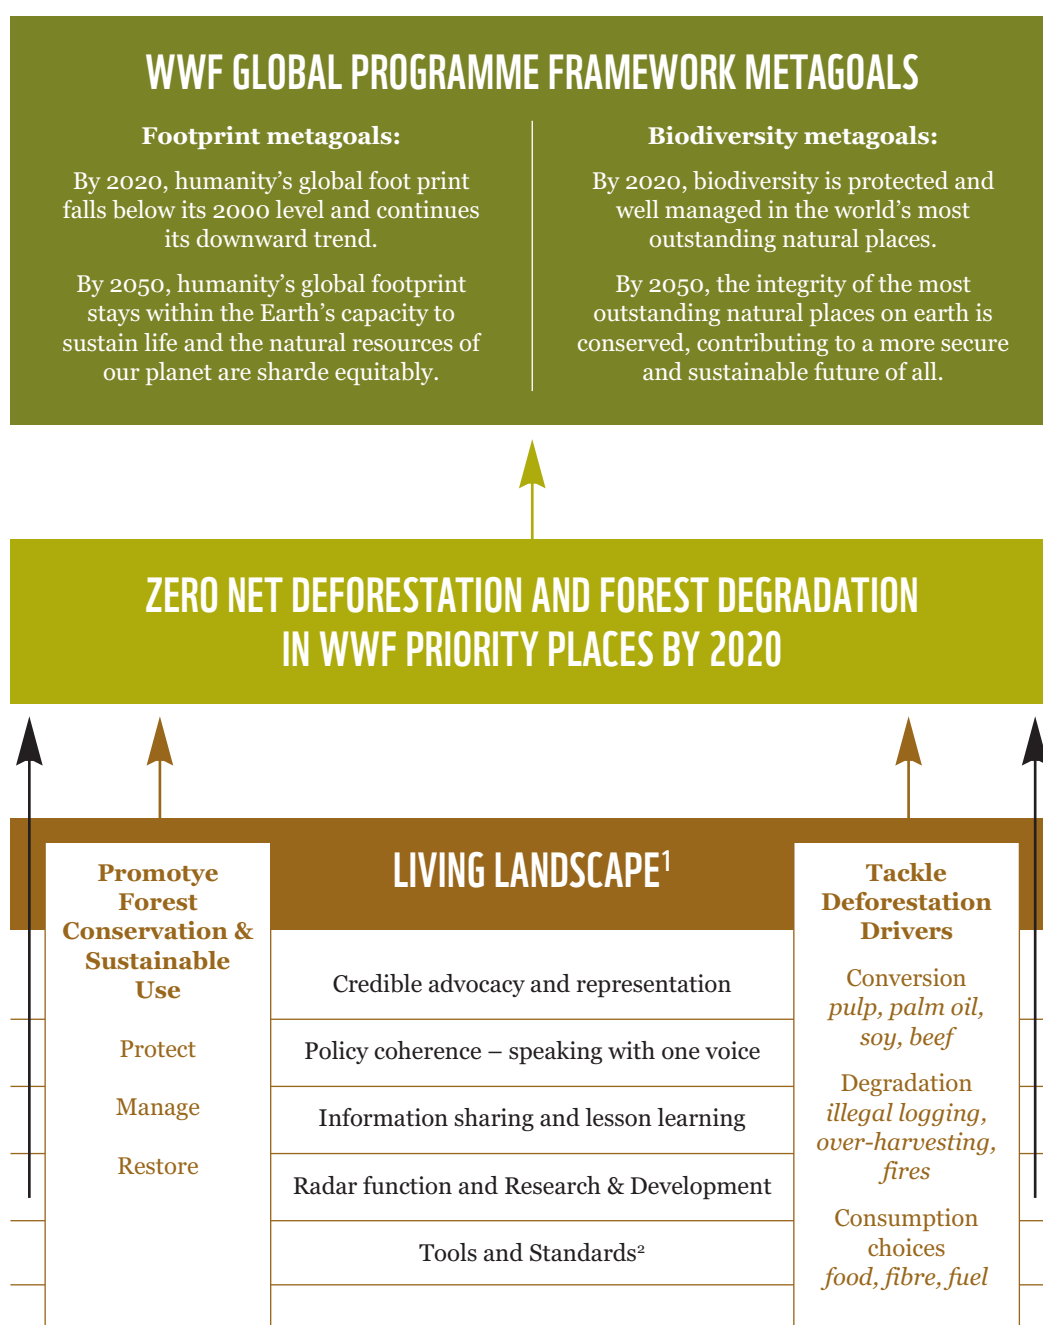 WWF GLOBAL PROGRAMME FRAMEWORK METAGOALS
Footprint metagoals:
By 2020, humanity's global foot print
falls below its 2000 level and continues
its downward trend.
By 2050, humanity's global footprint
stays within the Earth's capacity to
sustain life and the natural resources of
our planet are sharde equitably.
Biodiversity metagoals:
By 2020, biodiversity is protected and
well managed in the world's most
outstanding natural places.
By 2050, the integrity of the most
outstanding natural places on earth is
conserved, contributing to a more secure
and sustainable future of all.
ZERO NET DEFORESTATION AND FOREST DEGRADATION
IN WWF PRIORITY PLACES BY 2020
Promotye
Forest
Conservation &
Sustainable
Use
Protect
Manage
Restore
LIVING LANDSCAPE¹
Credible advocacy and representation
Policy coherence – speaking with one voice
Information sharing and lesson learning
Radar function and Research & Development
Tools and Standards²
Tackle
Deforestation
Drivers
Conversion
pulp, palm oil,
soy, beef
Degradation
illegal logging,
over-harvesting,
fires
Consumption
choices
food, fibre, fuel